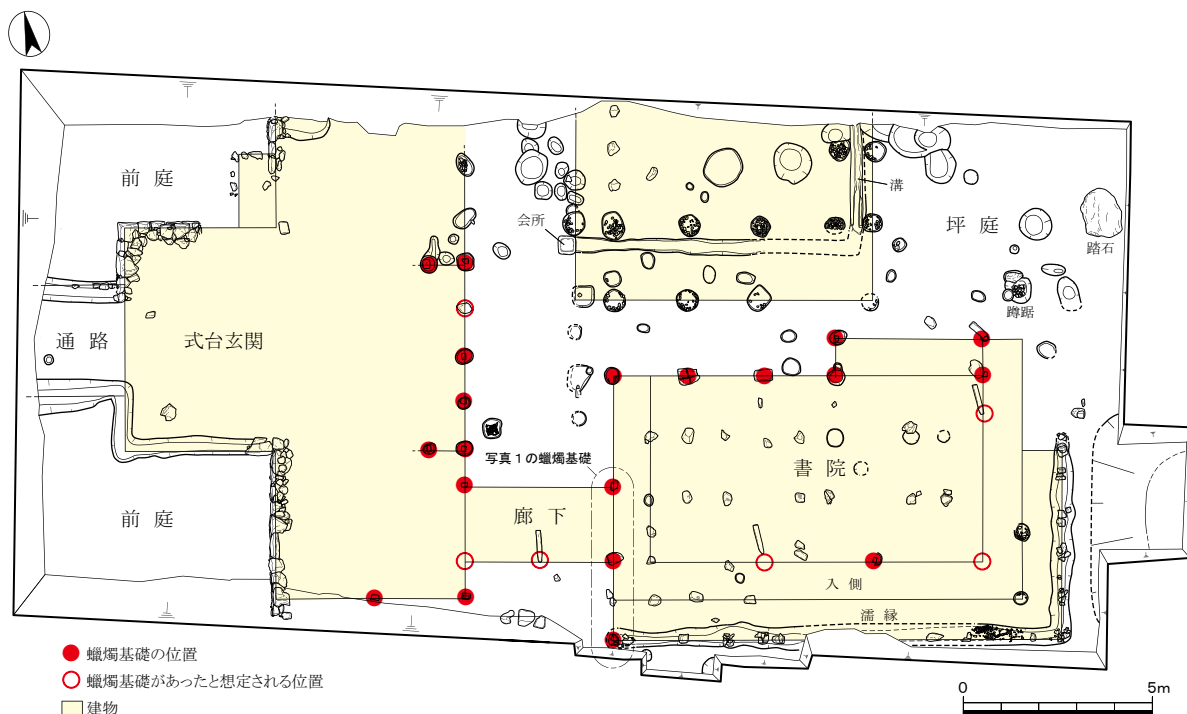 前庭
溝
会所
坪庭
踏石
蹲踞
通路
式台玄関
写真1の蠟燭基礎
書院
廊下
前庭
入側
濡縁
蠟燭基礎の位置
蠟燭基礎があったと想定される位置
建物
0 5m